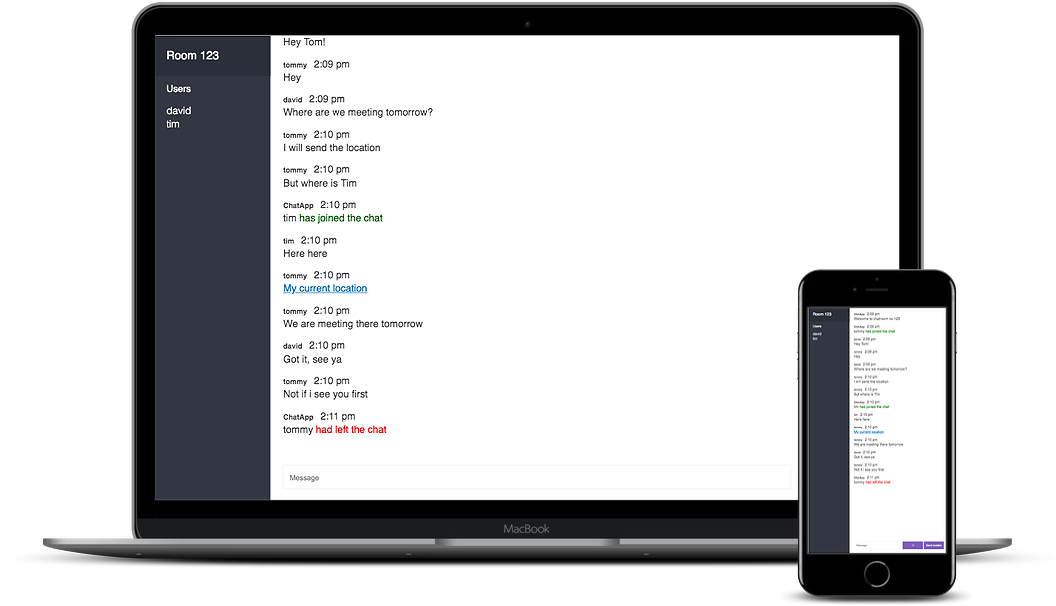 Room 123
Users
david
tim
Hey Tom!
tommy 2:09 pm
Hey
david 2:09 pm
Where are we meeting tomorrow?
tommy 2:10 pm
I will send the location
tommy 2:10 pm
But where is Tim
ChatApp 2:10 pm
tim has joined the chat
tim 2:10 pm
Here here
tommy 2:10 pm
My current location
tommy 2:10 pm
We are meeting there tomorrow
david 2:10 pm
Got it, see ya
tommy 2:10 pm
Not if i see you first
ChatApp 2:11 pm
tommy had left the chat
Message
MacBook
Room 123
Users
david
tim
ChatApp 2:09 pm
Welcome to chatroom no.123
ChatApp 2:09 pm
tommy has joined the chat
david 2:09 pm
Hey Tom!
tommy 2:09 pm
Hey
david 2:09 pm
Where are we meeting tomorrow?
tommy 2:10 pm
I will send the location
tommy 2:10 pm
But where is Tim
ChatApp 2:10 pm
tim has joined the chat
tim 2:10 pm
Here here
tommy 2:10 pm
My current location
tommy 2:10 pm
We are meeting there tomorrow
david 2:10 pm
Got it, see ya
tommy 2:10 pm
Not if i see you first
ChatApp 2:11 pm
tommy had left the chat
Message
Send location